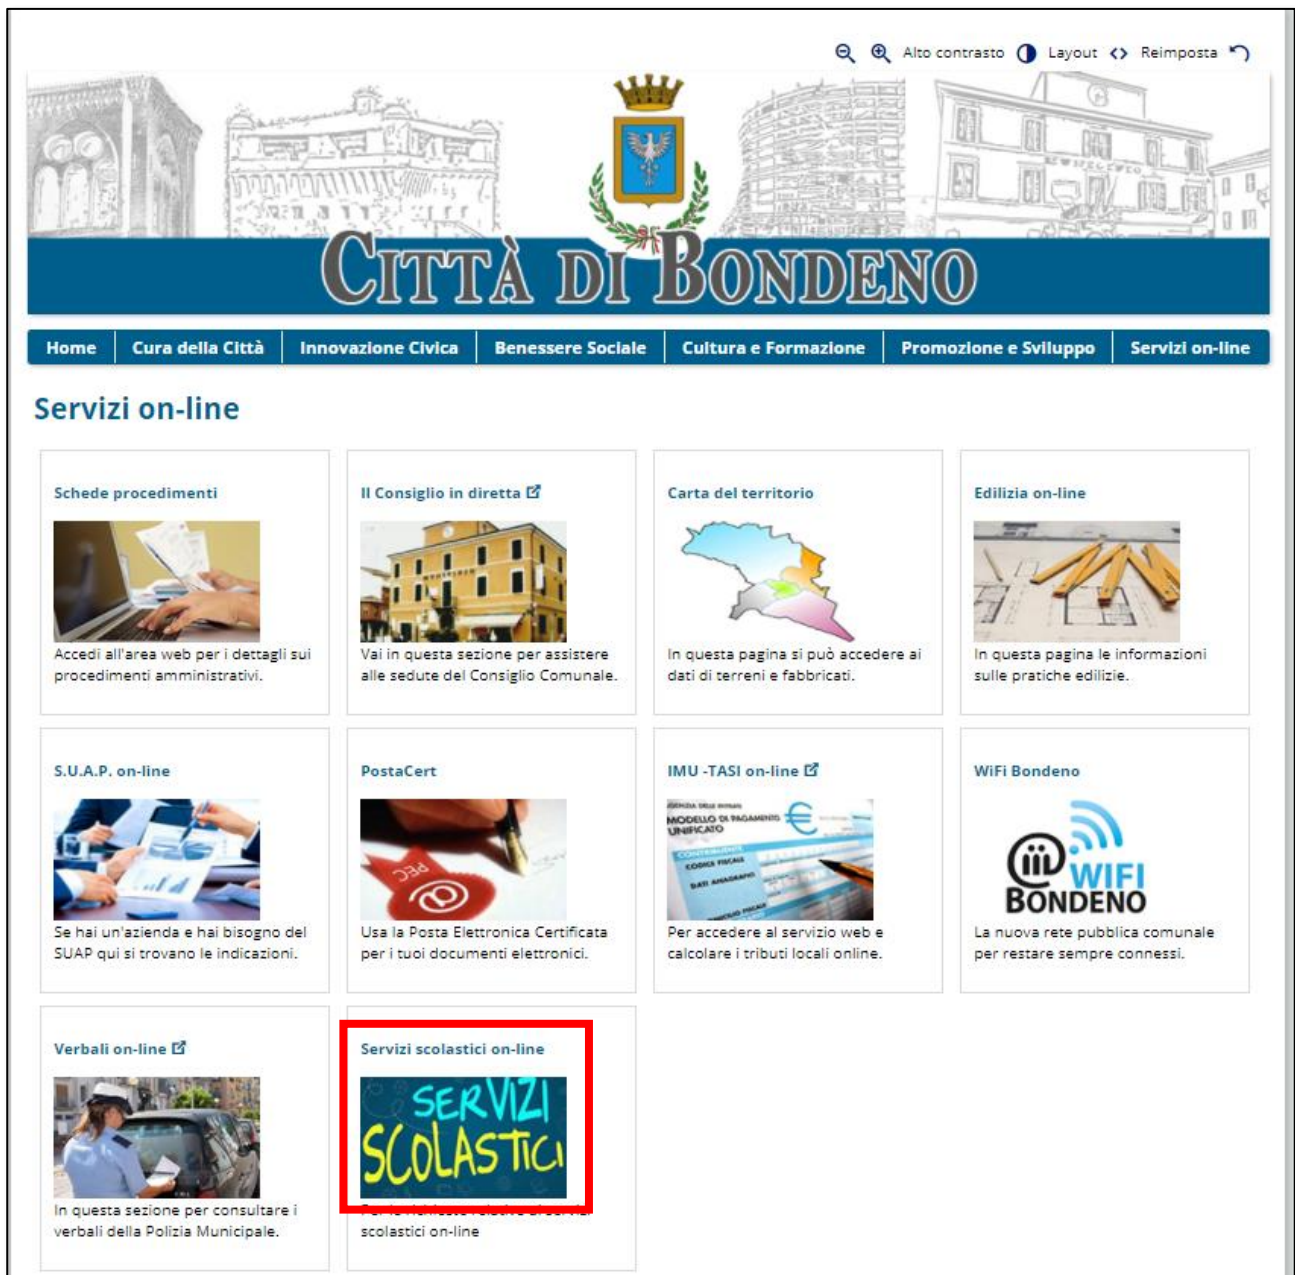 Alto contrasto Layout Reimposta
CITTÀ DI BONDENO
Home Cura della Città Innovazione Civica Benessere Sociale Cultura e Formazione Promozione e Sviluppo Servizi on-line
Servizi on-line
Schede procedimenti
Accedi all'area web per i dettagli sui
procedimenti amministrativi.
Il Consiglio in diretta
Vai in questa sezione per assistere
alle sedute del Consiglio Comunale.
Carta del territorio
In questa pagina si può accedere ai
dati di terreni e fabbricati.
Edilizia on-line
In questa pagina le informazioni
sulle pratiche edilizie.
S.U.A.P. on-line
Se hai un'azienda e hai bisogno del
SUAP qui si trovano le indicazioni.
PostaCert
PEC
@
Usa la Posta Elettronica Certificata
per i tuoi documenti elettronici.
IMU -TASI on-line
MODELLO DI PAGAMENTO
UNIFICATO
CONTRIBUENTE
CODICE FISCALE
DATI ANAGRAFICI
DOMICILIO FISCALE
Per accedere al servizio web e
calcolare i tributi locali online.
WiFi Bondeno
WIFI
BONDENO
La nuova rete pubblica comunale
per restare sempre connessi.
Verbali on-line
In questa sezione per consultare i
verbali della Polizia Municipale.
Servizi scolastici on-line
SERVIZI
SCOLASTICI
scolastici on-line